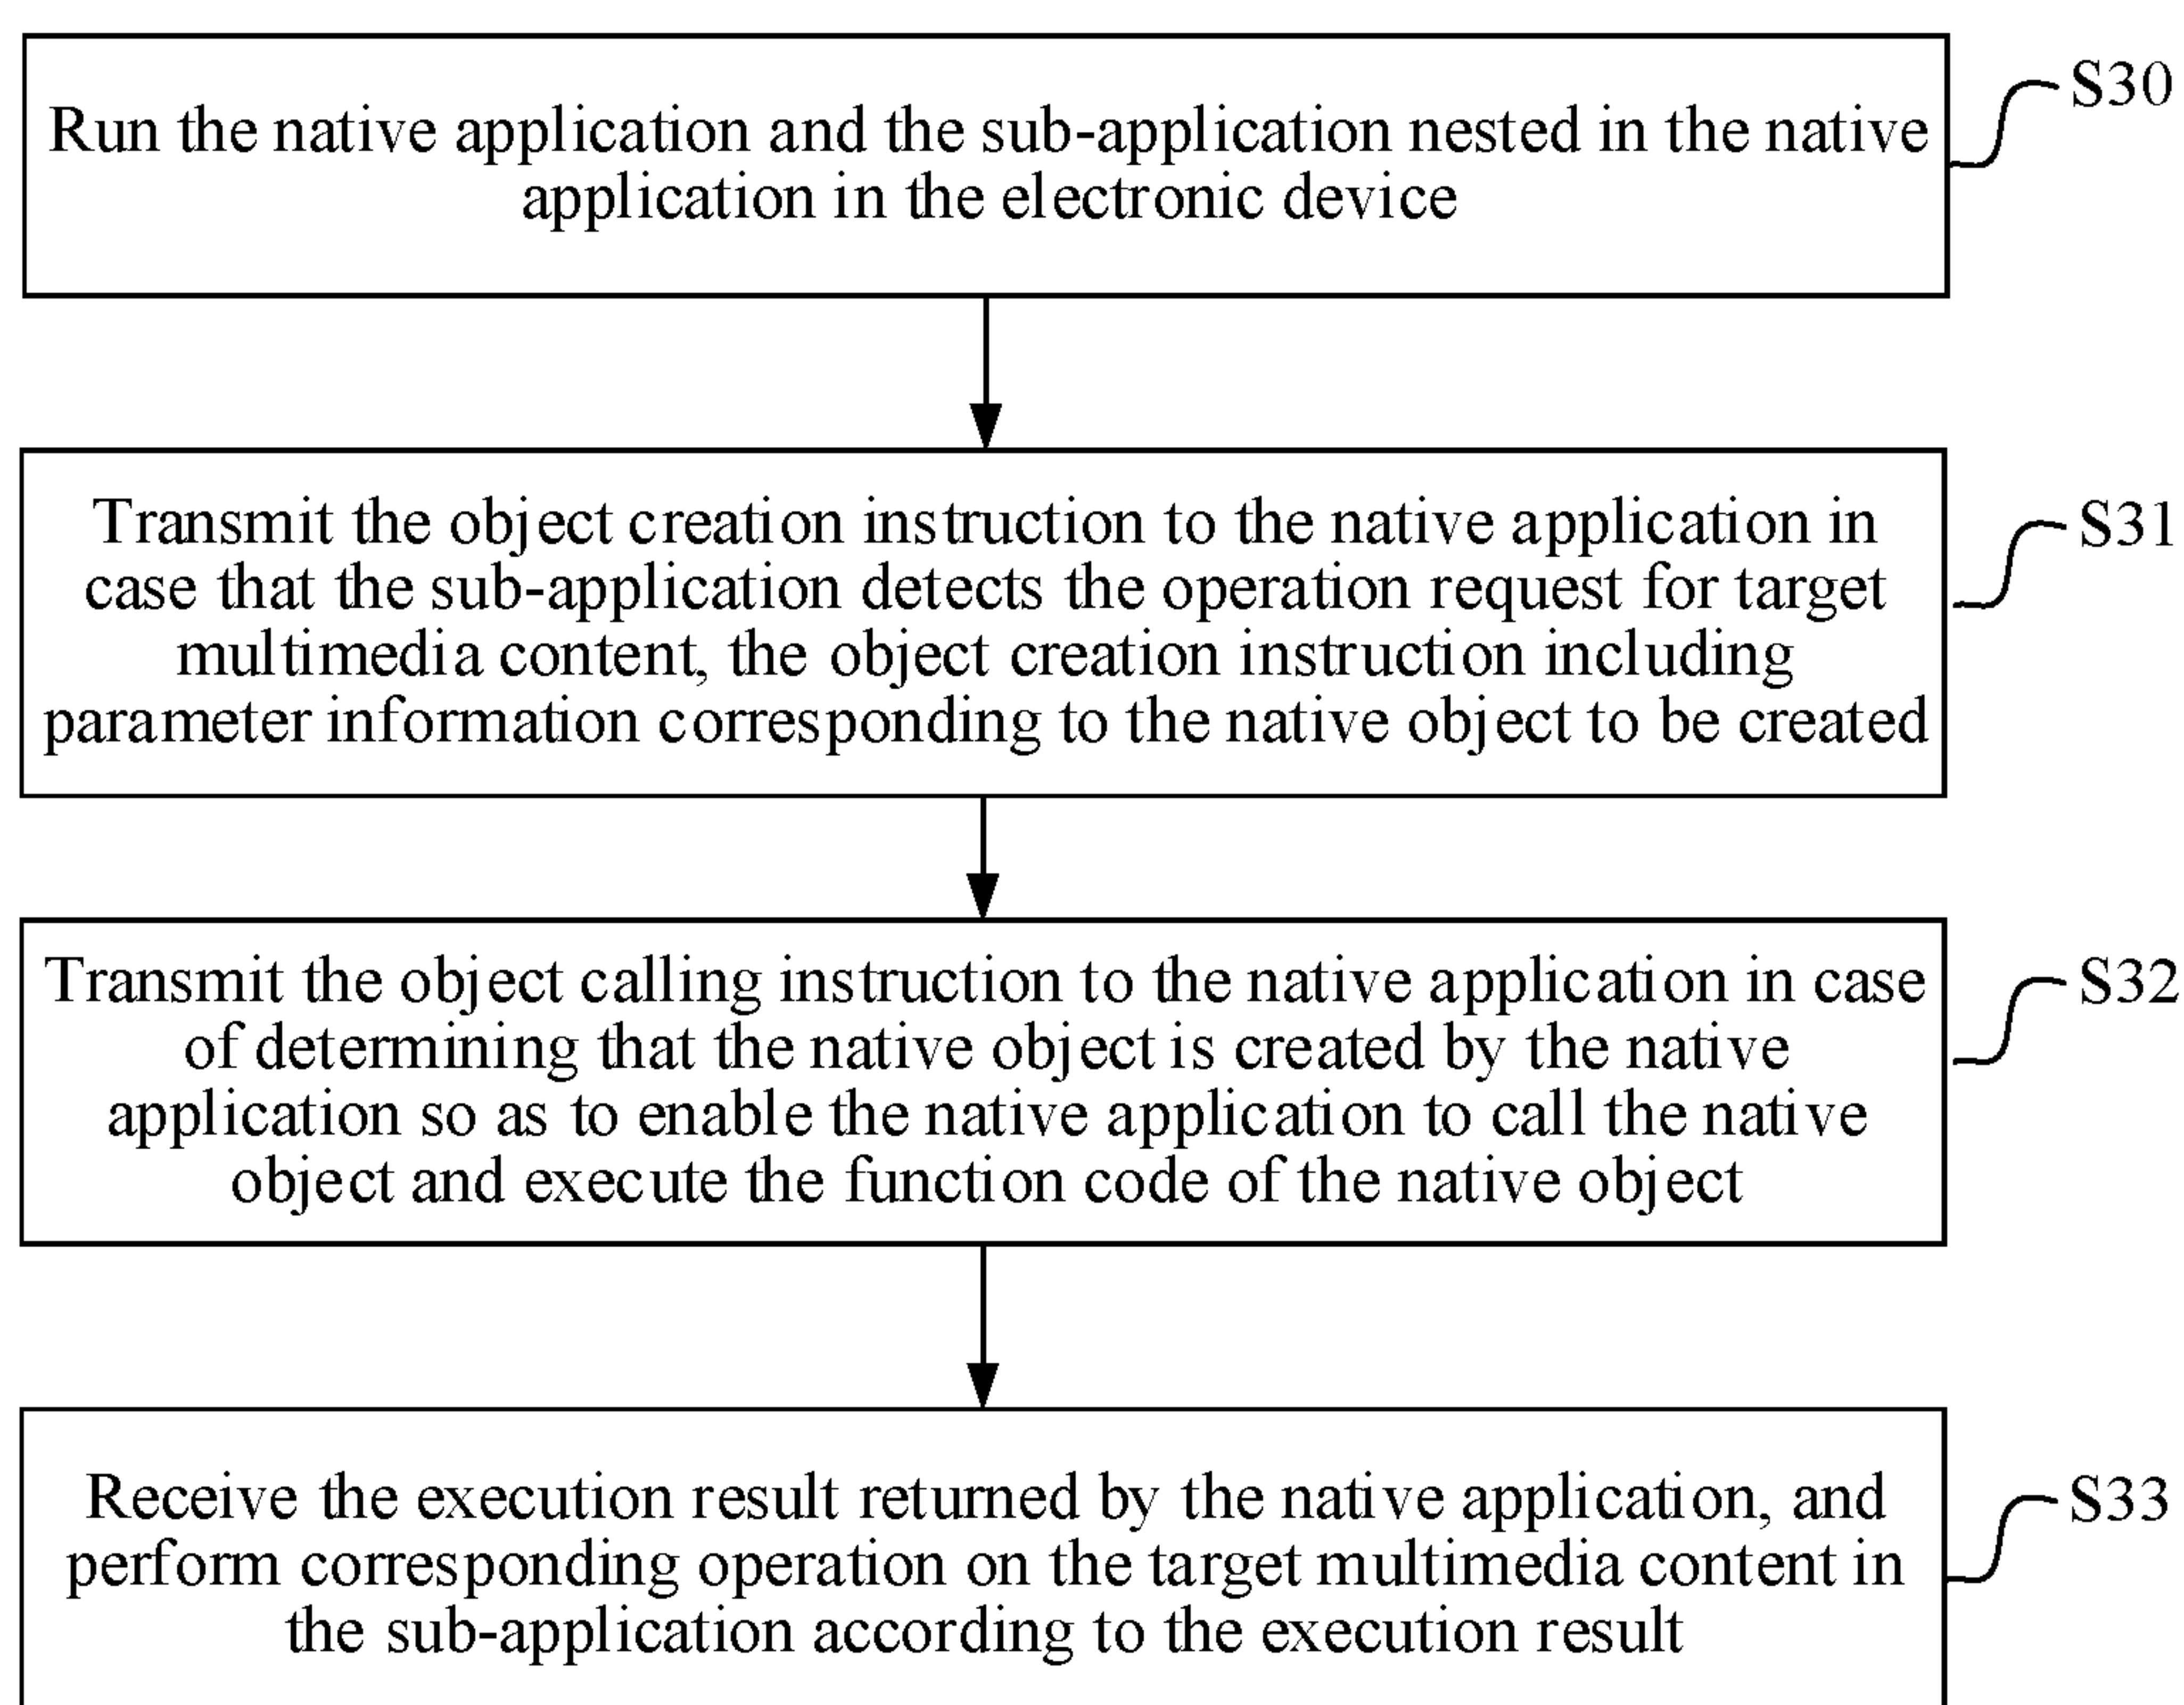 Run the native application and the sub-application nested in the native
application in the electronic device
S30
Transmit the object creation instruction to the native application in
case that the sub-application detects the operation request for target
multimedia content, the object creation instruction including
parameter information corresponding to the native object to be created
S31
Transmit the object calling instruction to the native application in case
of determining that the native object is created by the native
application so as to enable the native application to call the native
object and execute the function code of the native object
S32
Receive the execution result returned by the native application, and
perform corresponding operation on the target multimedia content in
the sub-application according to the execution result
S33